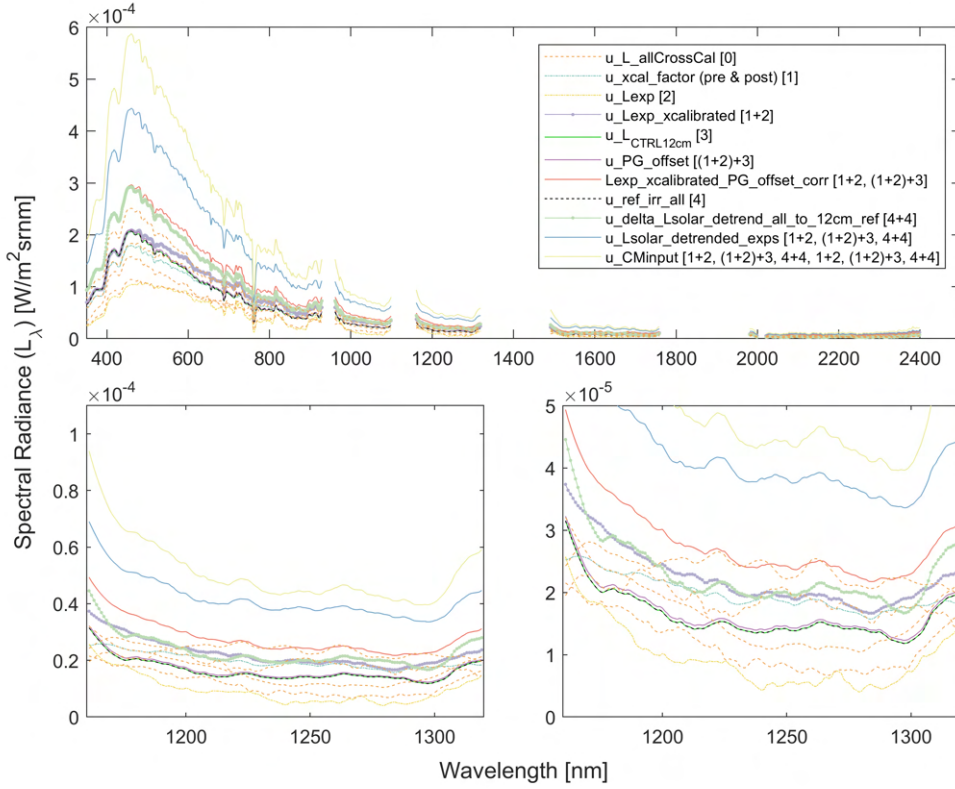 ×10⁻⁴
6
5
4
3
2
1
0
400 600 800 1000 1200 1400 1600 1800 2000 2200 2400
u_L_allCrossCal [0]
u_xcal_factor (pre & post) [1]
u_Lexp [2]
u_Lexp_xcalibrated [1+2]
u_L_CTRL12cm [3]
u_PG_offset [(1+2)+3]
Lexp_xcalibrated_PG_offset_corr [1+2, (1+2)+3]
u_ref_irr_all [4]
u_delta_Lsolar_detrend_all_to_12cm_ref [4+4]
u_Lsolar_detrended_exps [1+2, (1+2)+3, 4+4]
u_CMinput [1+2, (1+2)+3, 4+4, 1+2, (1+2)+3, 4+4]
Spectral Radiance (L_λ) [W/m²srnm]
×10⁻⁴
1
0.8
0.6
0.4
0.2
0
1200 1250 1300
×10⁻⁵
5
4
3
2
1
0
1200 1250 1300
Wavelength [nm]